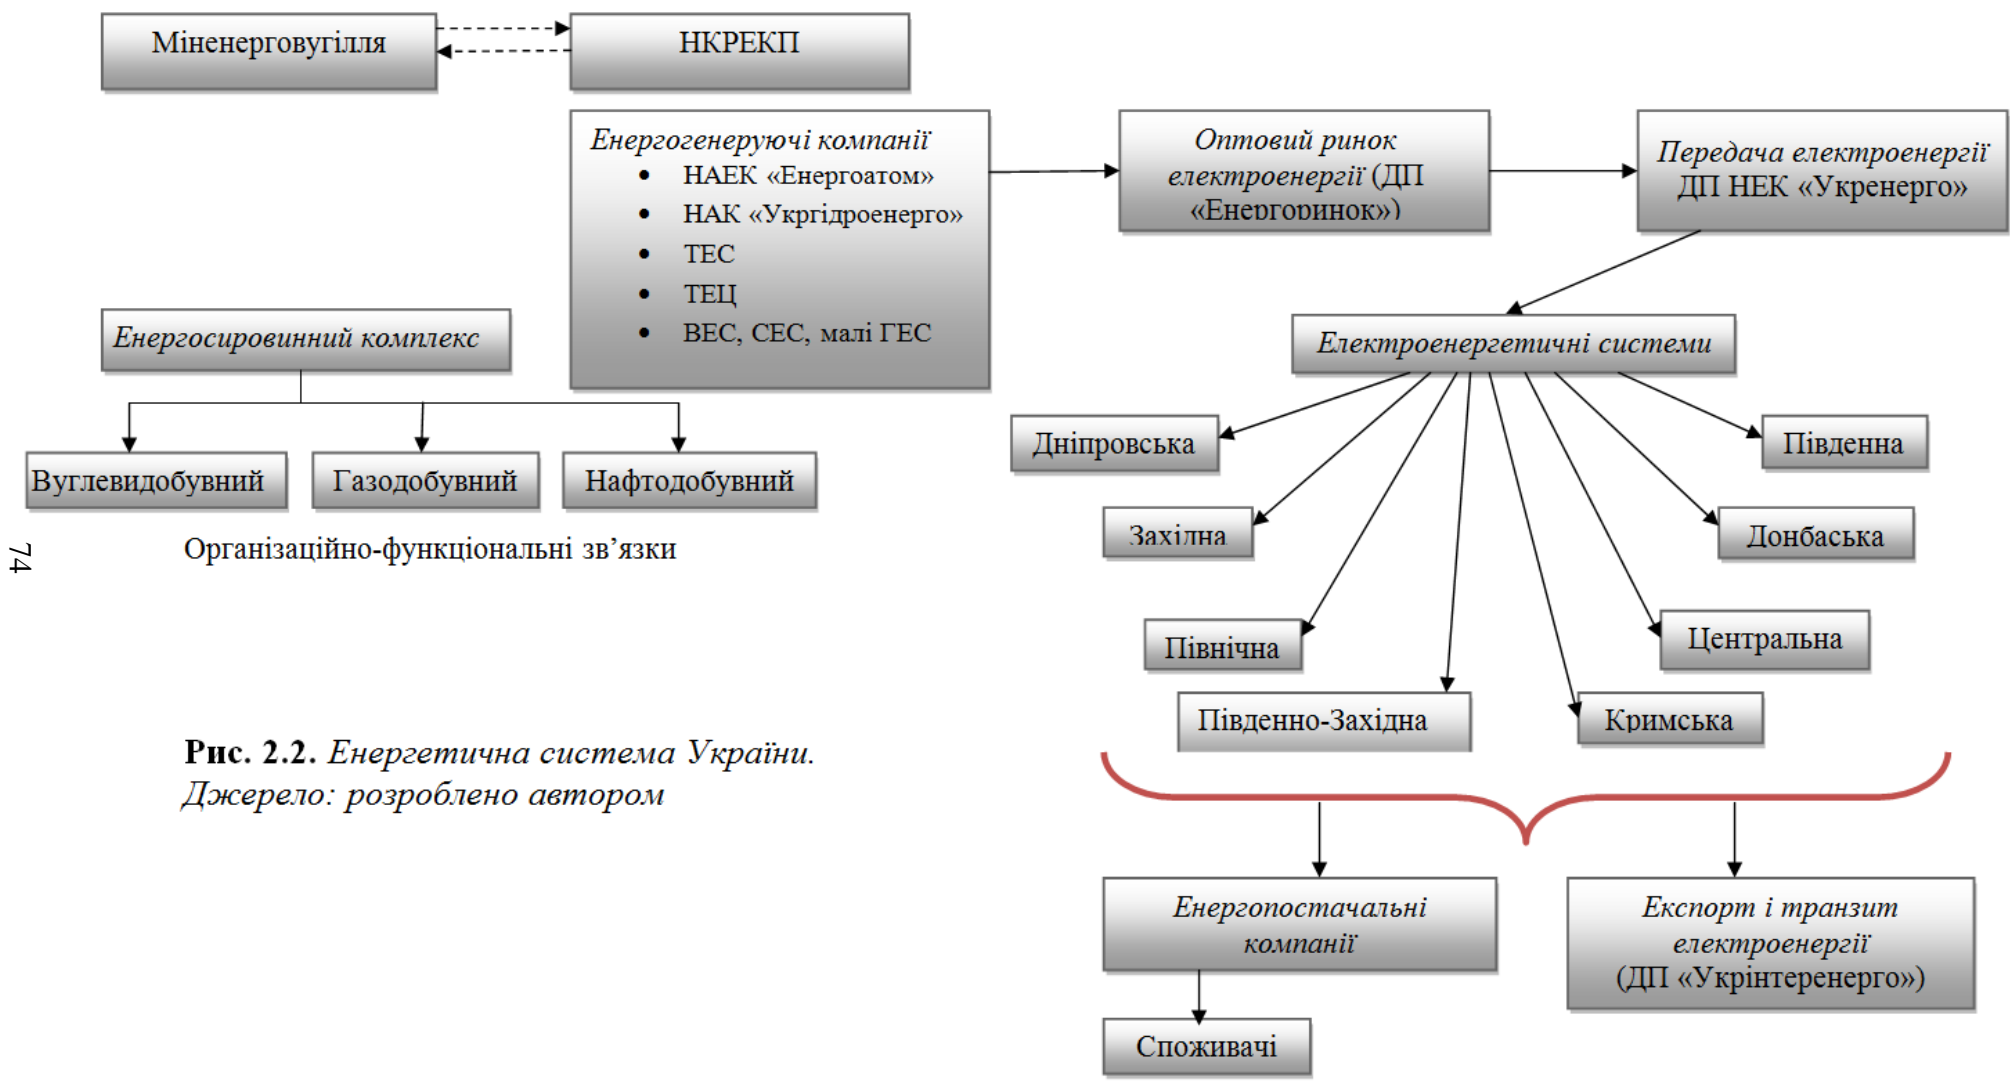 Міненерговугілля
НКРЕКП
Енергогенеруючі компанії
• НАЕК «Енергоатом»
• НАК «Укргідроенерго»
• ТЕС
• ТЕЦ
• ВЕС, СЕС, малі ГЕС
Оптовий ринок
електроенергії (ДП
«Енергоринок»)
Передача електроенергії
ДП НЕК «Укренерго»
Енергосировинний комплекс
Вуглевидобувний
Газодобувний
Нафтодобувний
Організаційно-функціональні зв’язки
Електроенергетичні системи
Дніпровська
Південна
Західна
Донбаська
Північна
Центральна
Південно-Західна
Кримська
Енергопостачальні
компанії
Експорт і транзит
електроенергії
(ДП «Укрінтеренерго»)
Споживачі
Рис. 2.2. Енергетична система України.
Джерело: розроблено автором
74